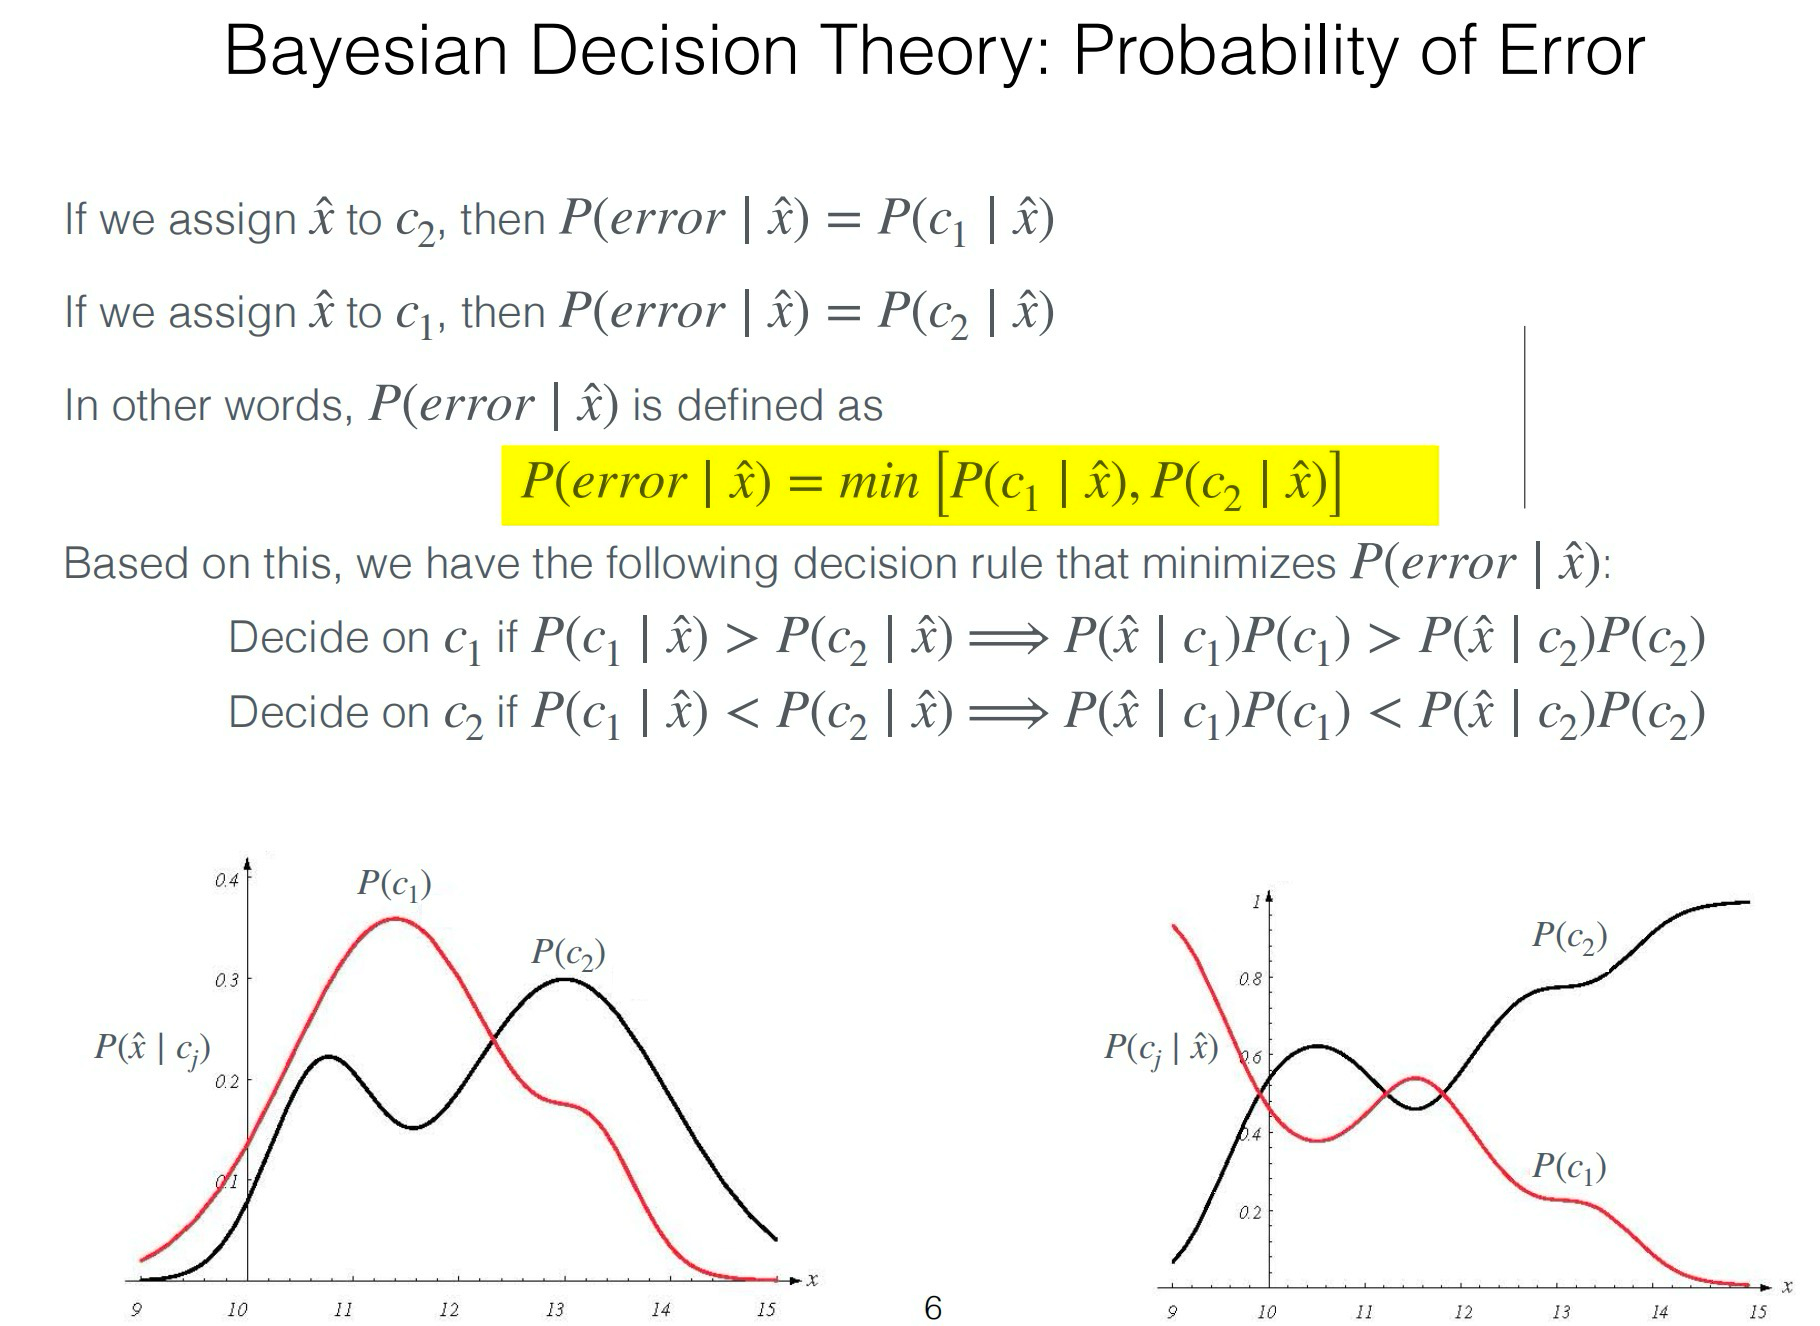 Bayesian Decision Theory: Probability of Error
If we assign x̂ to c₂, then P(error | x̂) = P(c₁ | x̂)
If we assign x̂ to c₁, then P(error | x̂) = P(c₂ | x̂)
In other words, P(error | x̂) is defined as
P(error | x̂) = min [P(c₁ | x̂), P(c₂ | x̂)]
Based on this, we have the following decision rule that minimizes P(error | x̂):
Decide on c₁ if P(c₁ | x̂) > P(c₂ | x̂) ⟹ P(x̂ | c₁)P(c₁) > P(x̂ | c₂)P(c₂)
Decide on c₂ if P(c₁ | x̂) < P(c₂ | x̂) ⟹ P(x̂ | c₁)P(c₁) < P(x̂ | c₂)P(c₂)
0.4
P(c₁)
P(c₂)
0.3
P(x̂ | cⱼ)
0.2
0.1
x
9 10 11 12 13 14 15
6
1
P(c₂)
0.8
P(cⱼ | x̂)
0.6
0.4
P(c₁)
0.2
x
9 10 11 12 13 14 15